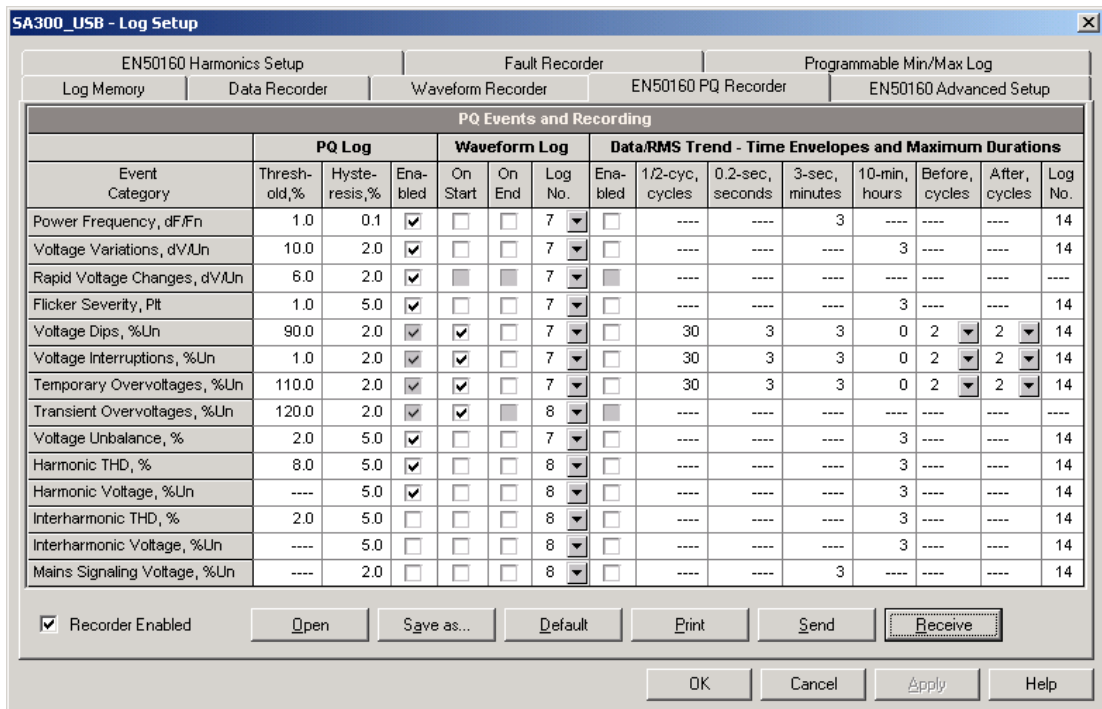 SA300_USB - Log Setup
EN50160 Harmonics Setup Fault Recorder Programmable Min/Max Log
Log Memory Data Recorder Waveform Recorder EN50160 PQ Recorder EN50160 Advanced Setup
PQ Events and Recording
PQ Log Waveform Log Data/RMS Trend - Time Envelopes and Maximum Durations
Event Thresh- Hyste- Ena- On On Log Ena- 1/2-cyc, 0.2-sec, 3-sec, 10-min, Before, After, Log
Category old,% resis,% bled Start End No. bled cycles seconds minutes hours cycles cycles No.
Power Frequency, dF/Fn 1.0 0.1 7 ---- ---- 3 ---- ---- ---- 14
Voltage Variations, dV/Un 10.0 2.0 7 ---- ---- ---- 3 ---- ---- 14
Rapid Voltage Changes, dV/Un 6.0 2.0 7 ---- ---- ---- ---- ---- ---- ----
Flicker Severity, Plt 1.0 5.0 7 ---- ---- ---- 3 ---- ---- 14
Voltage Dips, %Un 90.0 2.0 7 30 3 3 0 2 2 14
Voltage Interruptions, %Un 1.0 2.0 7 30 3 3 0 2 2 14
Temporary Overvoltages, %Un 110.0 2.0 7 30 3 3 0 2 2 14
Transient Overvoltages, %Un 120.0 2.0 8 ---- ---- ---- ---- ---- ---- ----
Voltage Unbalance, % 2.0 5.0 7 ---- ---- ---- 3 ---- ---- 14
Harmonic THD, % 8.0 5.0 8 ---- ---- ---- 3 ---- ---- 14
Harmonic Voltage, %Un ---- 5.0 8 ---- ---- ---- 3 ---- ---- 14
Interharmonic THD, % 2.0 5.0 8 ---- ---- ---- 3 ---- ---- 14
Interharmonic Voltage, %Un ---- 5.0 8 ---- ---- ---- 3 ---- ---- 14
Mains Signaling Voltage, %Un ---- 2.0 8 ---- ---- 3 ---- ---- ---- 14
Recorder Enabled Open Save as... Default Print Send Receive
OK Cancel Apply Help